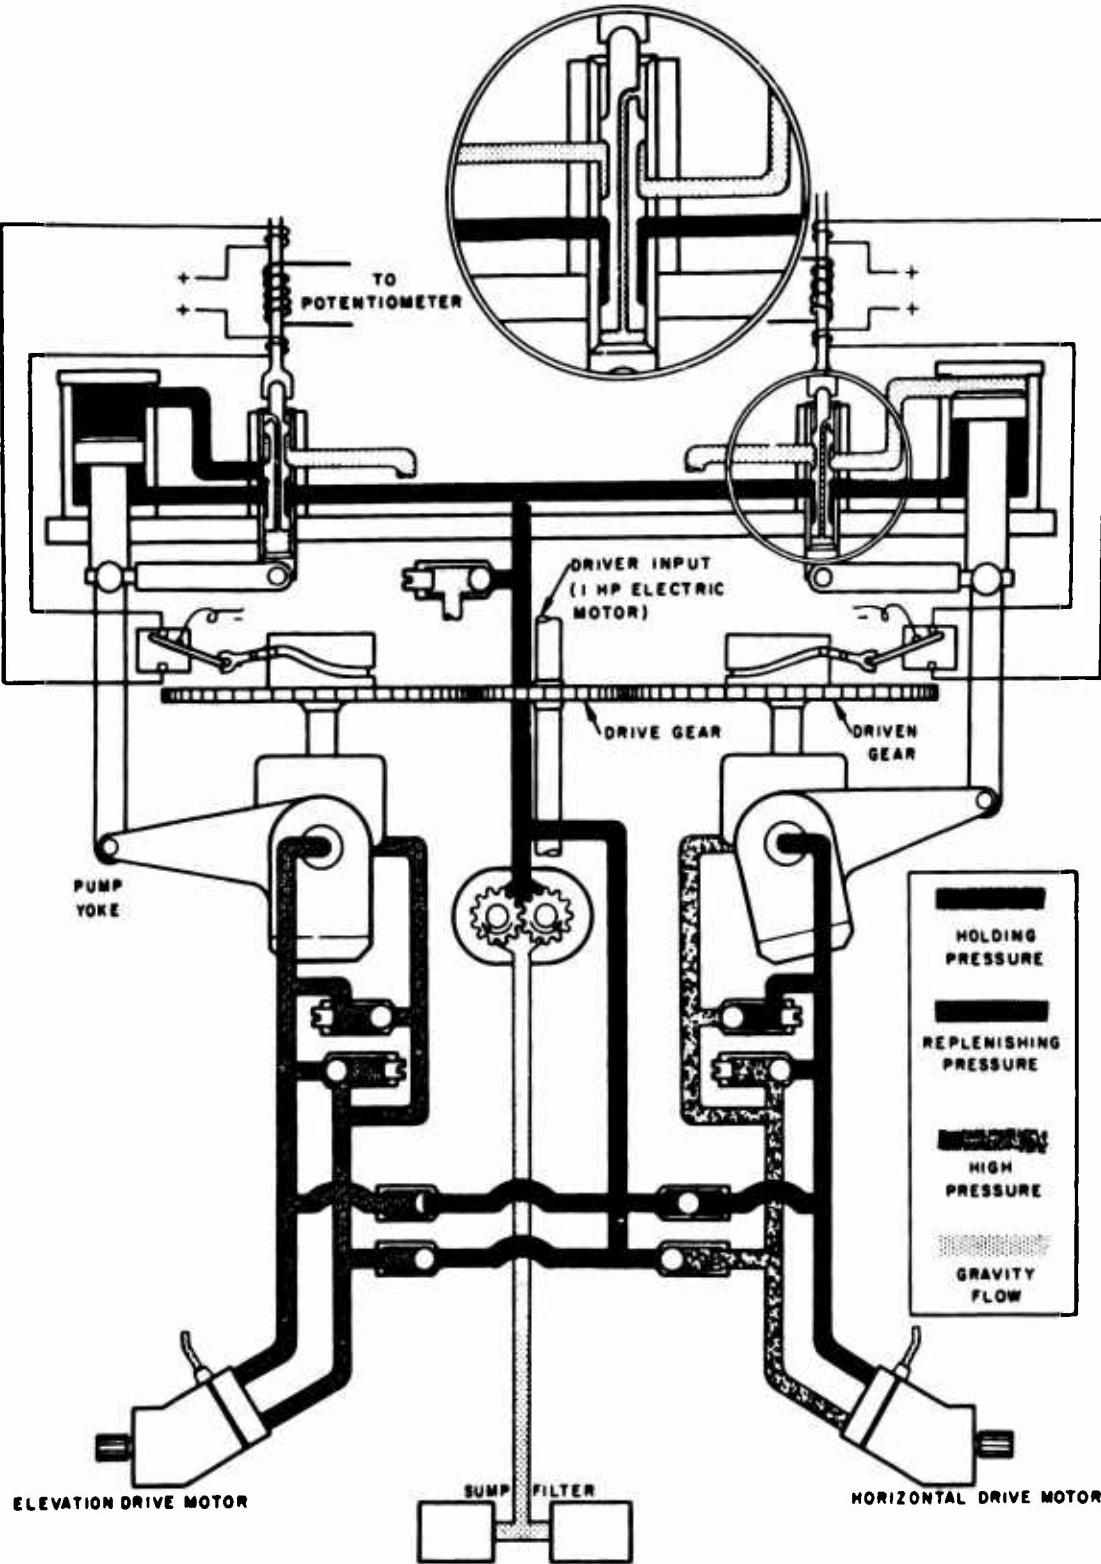 TO
POTENTIOMETER
+
+
+
+
DRIVER INPUT
(1 HP ELECTRIC
MOTOR)
-
-
DRIVE GEAR
DRIVEN
GEAR
PUMP
YOKE
HOLDING
PRESSURE
REPLENISHING
PRESSURE
HIGH
PRESSURE
GRAVITY
FLOW
ELEVATION DRIVE MOTOR
SUMP FILTER
HORIZONTAL DRIVE MOTOR